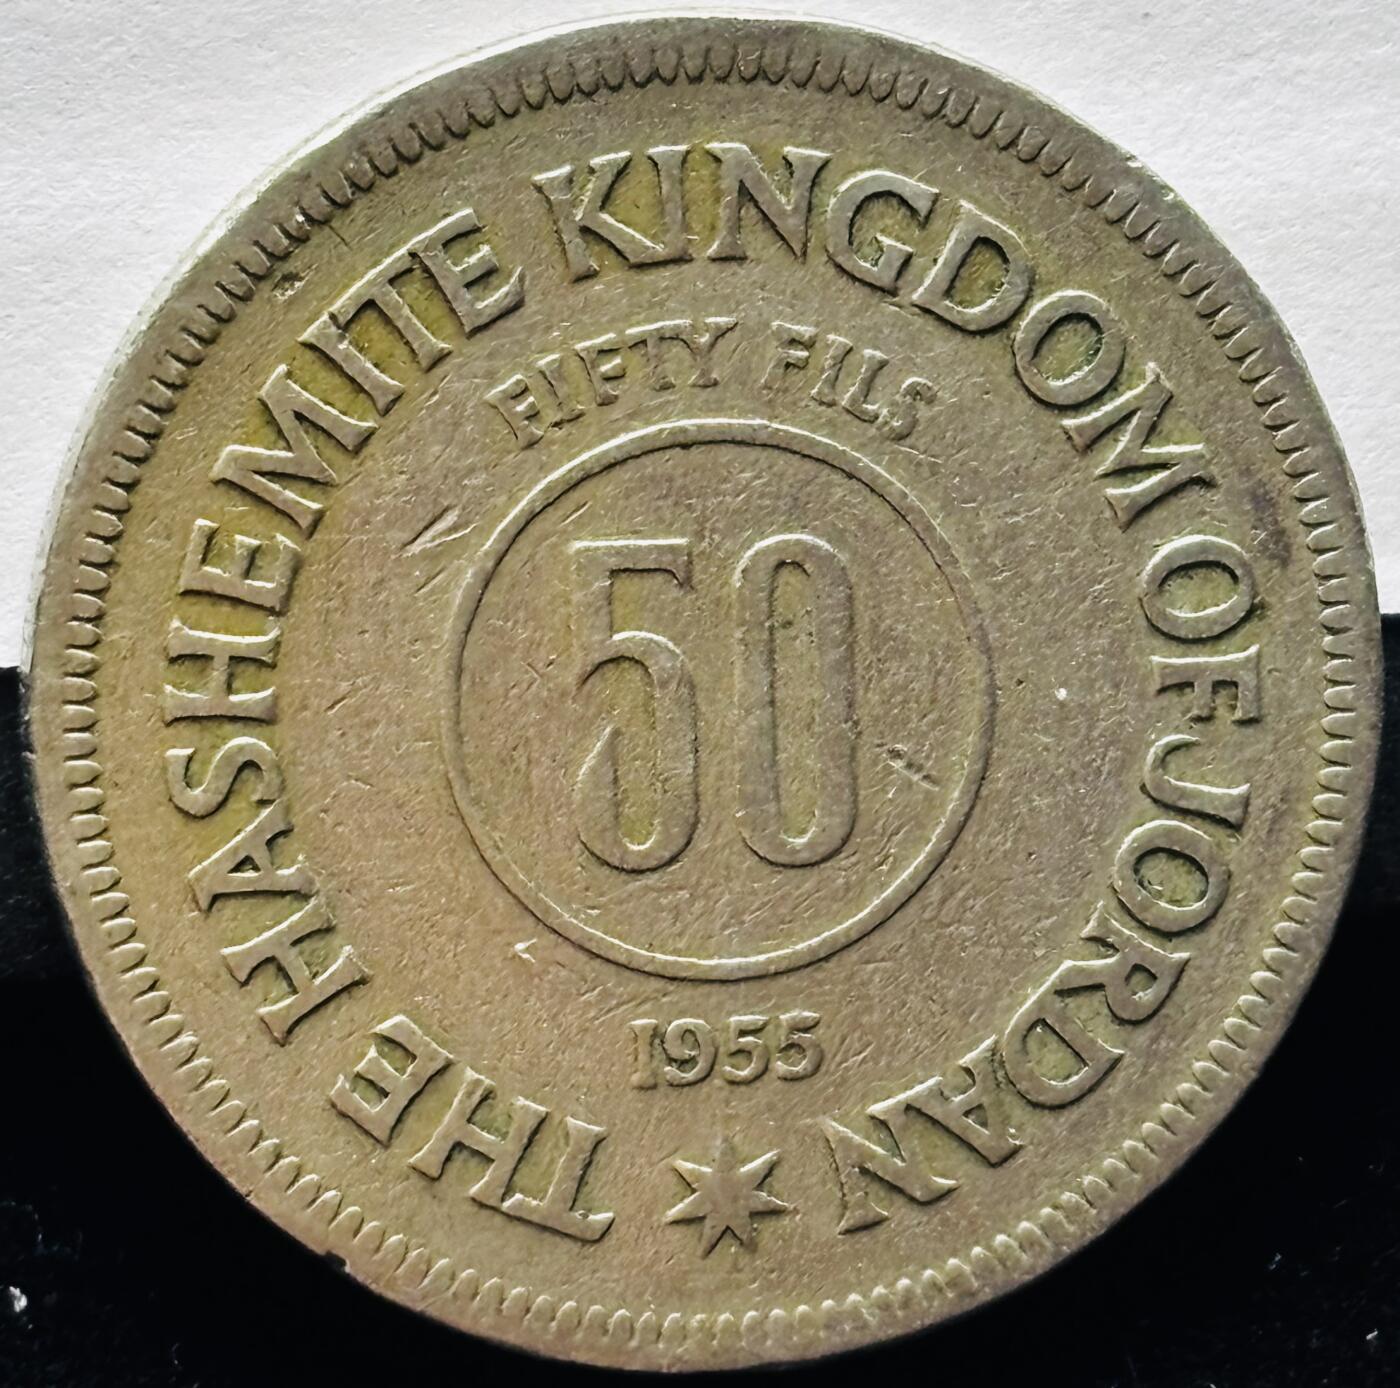 THE HASHEMITE KINGDOM OF JORDAN
FIFTY FILS
50
1955